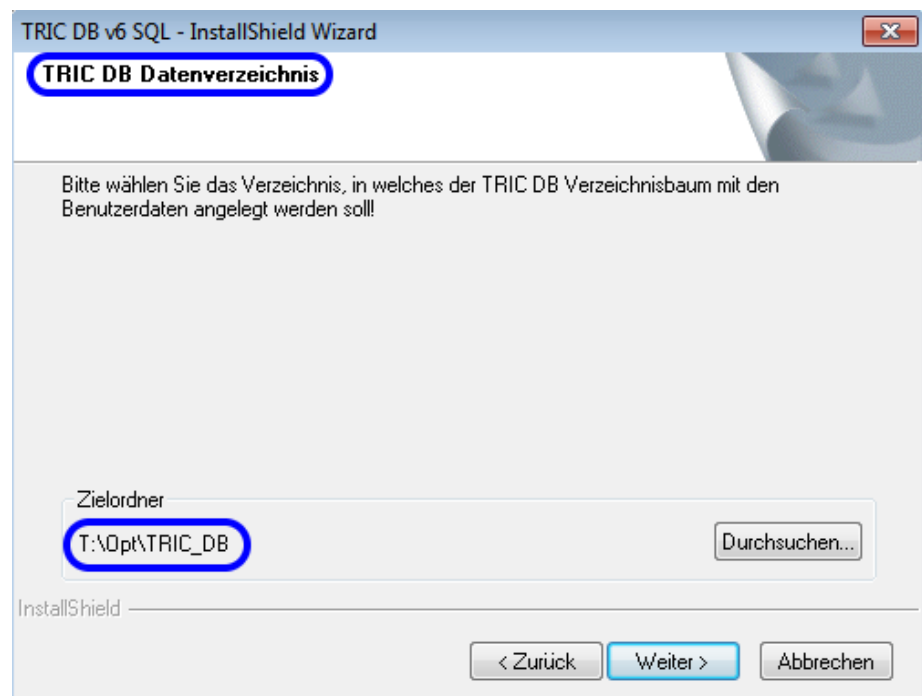 TRIC DB v6 SQL - InstallShield Wizard
TRIC DB Datenverzeichnis
Bitte wählen Sie das Verzeichnis, in welches der TRIC DB Verzeichnisbaum mit den
Benutzerdaten angelegt werden soll!
Zielordner
T:\Opt\TRIC_DB
Durchsuchen...
InstallShield
< Zurück
Weiter >
Abbrechen